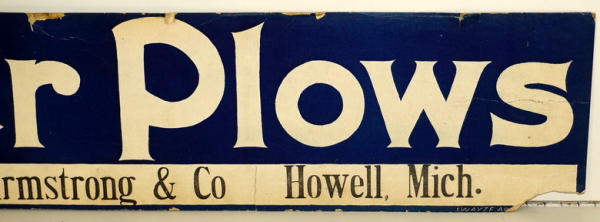 r Plows
rmstrong & Co Howell, Mich.